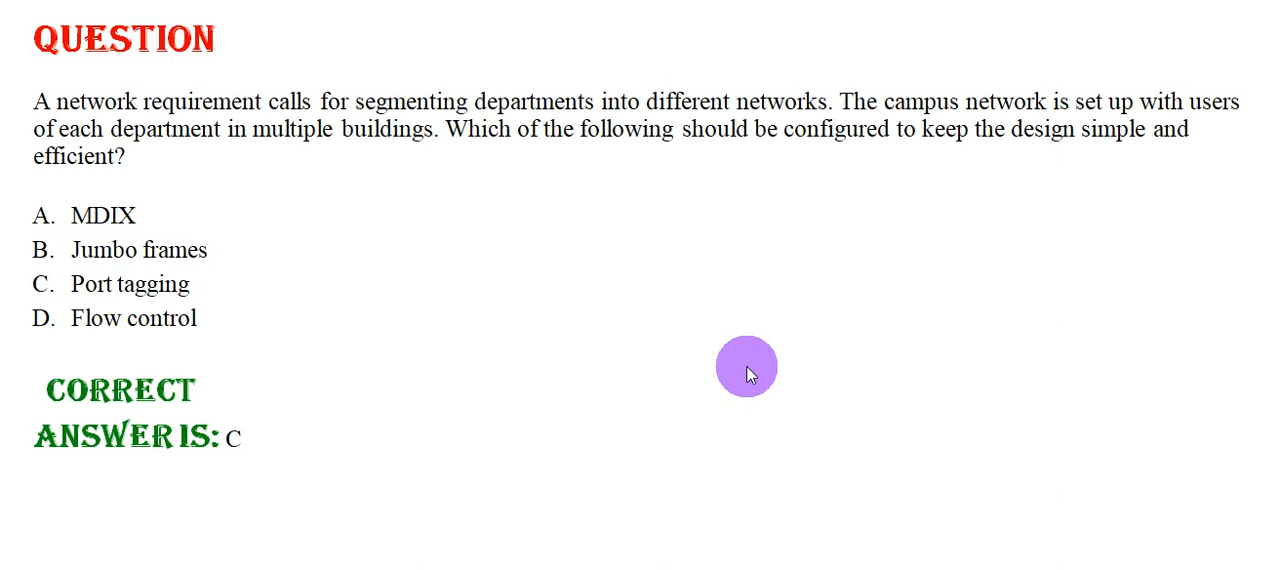 QUESTION
A network requirement calls for segmenting departments into different networks. The campus network is set up with users
of each department in multiple buildings. Which of the following should be configured to keep the design simple and
efficient?
A. MDIX
B. Jumbo frames
C. Port tagging
D. Flow control
CORRECT
ANSWER IS: C